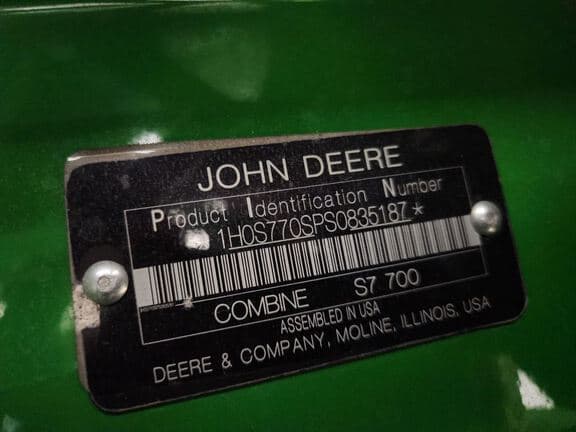 JOHN DEERE
Product Identification Number
1H0S770SPS0835187*
COMBINE S7 700
ASSEMBLED IN USA
DEERE & COMPANY, MOLINE, ILLINOIS, USA